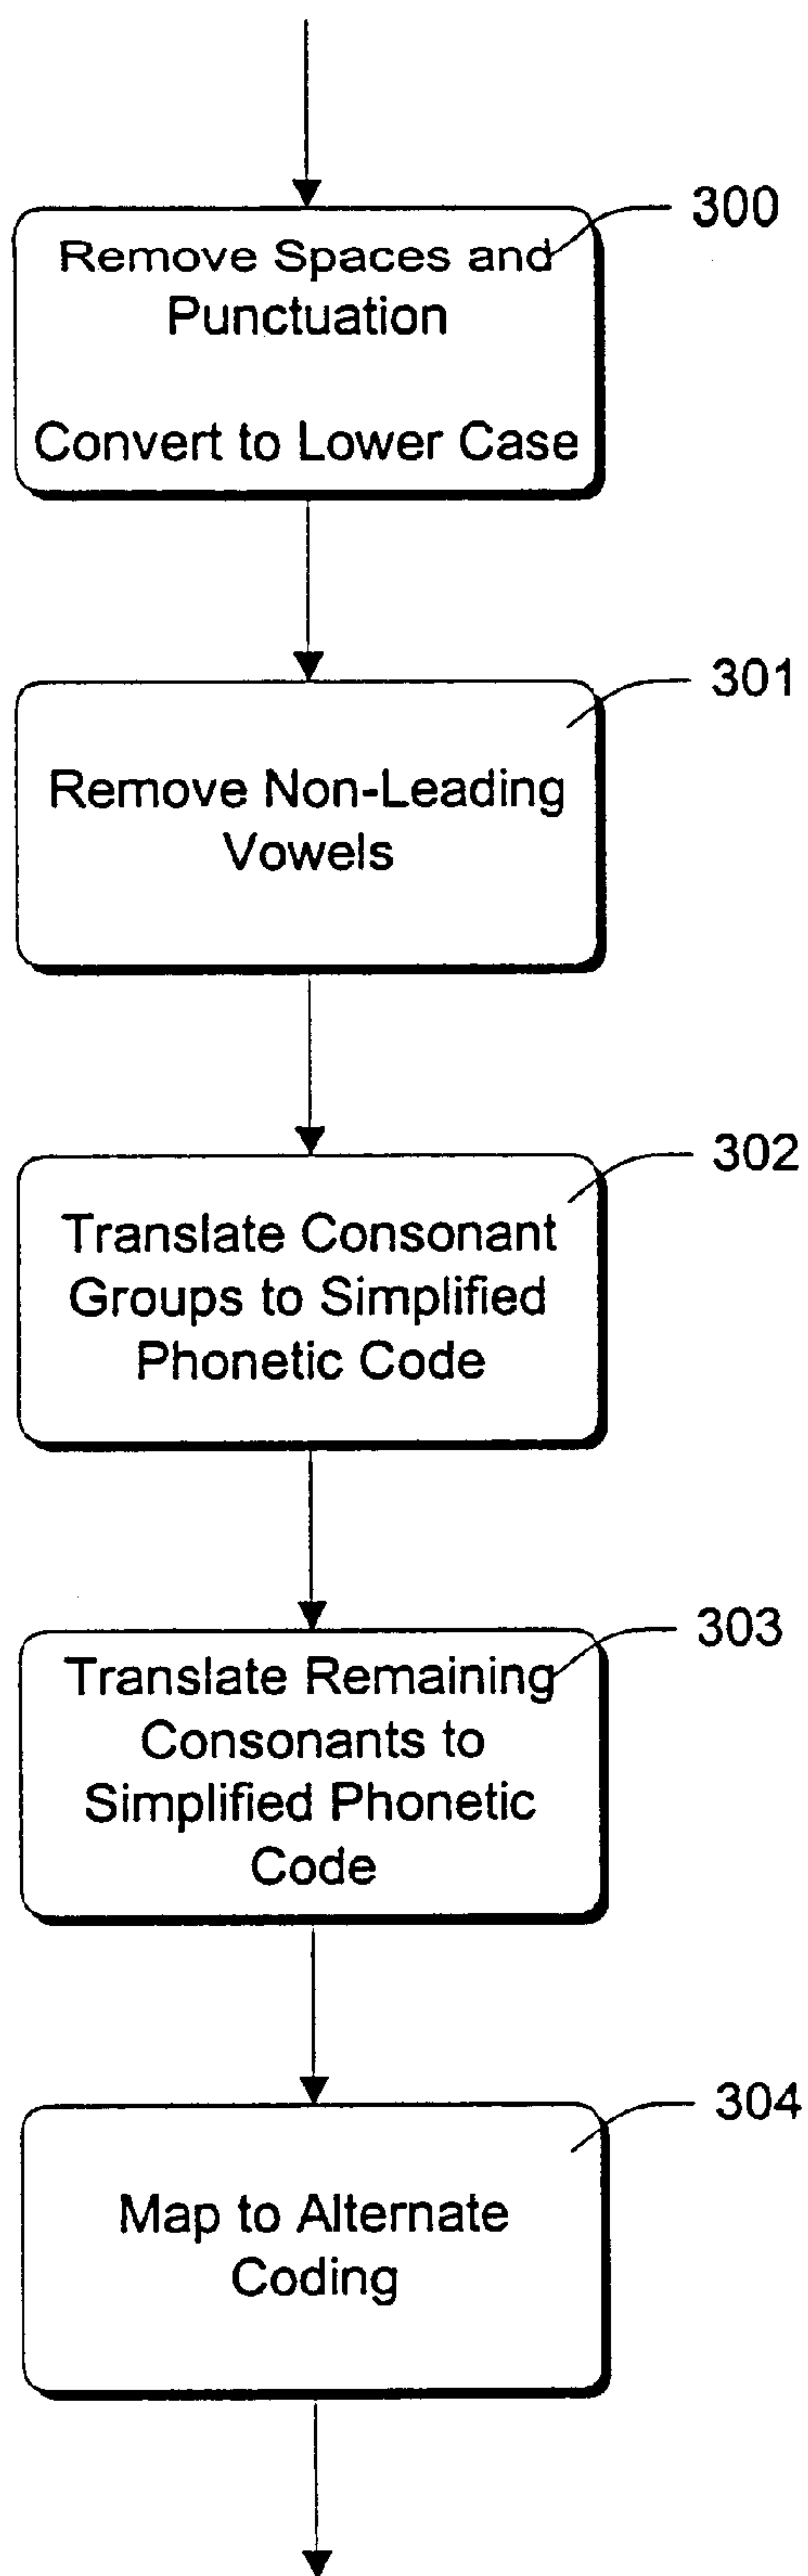 300
Remove Spaces and
Punctuation
Convert to Lower Case
301
Remove Non-Leading
Vowels
302
Translate Consonant
Groups to Simplified
Phonetic Code
303
Translate Remaining
Consonants to
Simplified Phonetic
Code
304
Map to Alternate
Coding